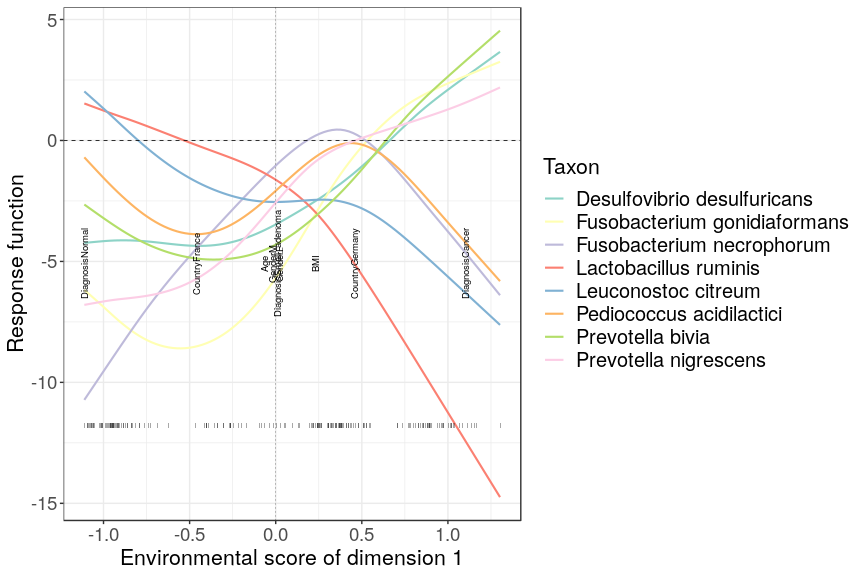 5
0
-5
-10
-15
Response function
-1.0
-0.5
0.0
0.5
1.0
Environmental score of dimension 1
DiagnosisNormal
CountryFrance
Age
BMI
CountryGermany
DiagnosisCancer
Taxon
Desulfovibrio desulfuricans
Fusobacterium gonidiaformans
Fusobacterium necrophorum
Lactobacillus ruminis
Leuconostoc citreum
Pediococcus acidilactici
Prevotella bivia
Prevotella nigrescens